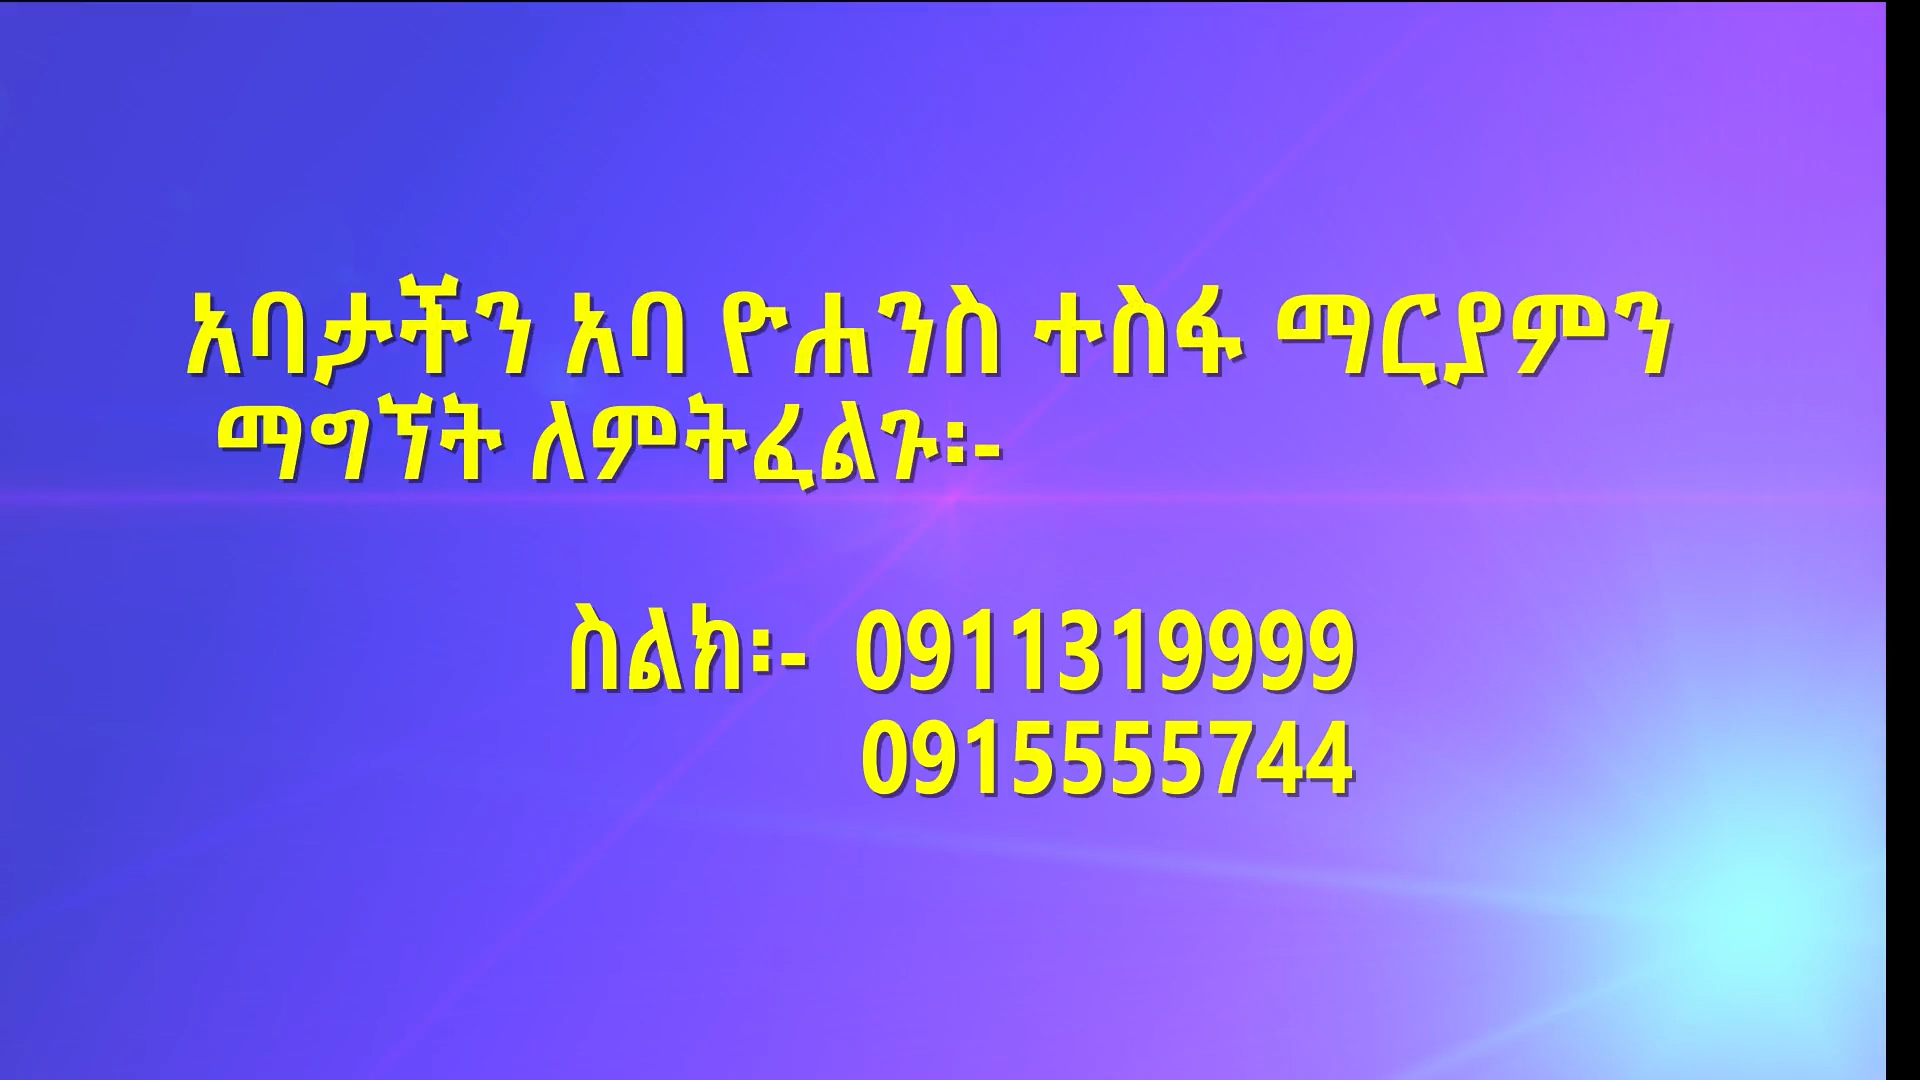 አባታችን አባ ዮሐንስ ተስፋ ማርያምን
ማግኘት ለምትፈልጉ፡-
ስልክ፡- 0911319999
0915555744